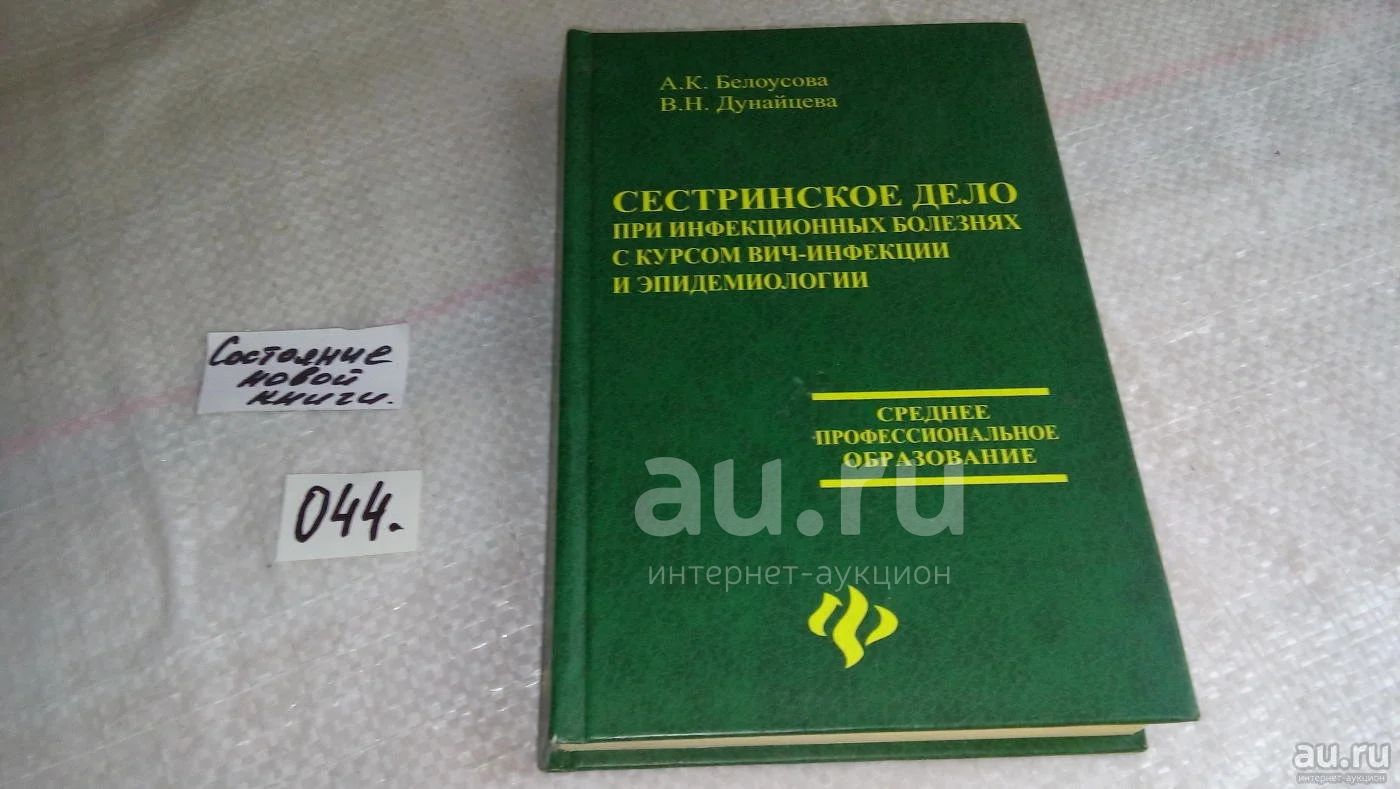 А.К. Белоусова
В.Н. Дунайцева
СЕСТРИНСКОЕ ДЕЛО
ПРИ ИНФЕКЦИОННЫХ БОЛЕЗНЯХ
С КУРСОМ ВИЧ-ИНФЕКЦИИ
И ЭПИДЕМИОЛОГИИ
Состояние
новой
книги.
044.
СРЕДНЕЕ
ПРОФЕССИОНАЛЬНОЕ
ОБРАЗОВАНИЕ
au.ru
интернет-аукцион
au.ru
интернет-аукцион